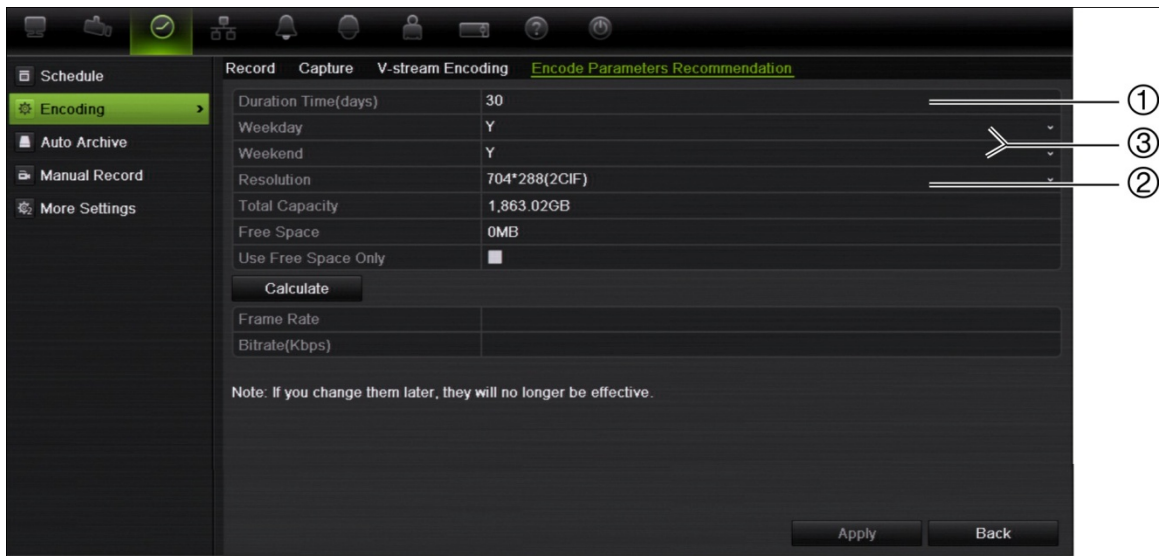 Record Capture V-stream Encoding Encode Parameters Recommendation
Schedule
Encoding
Auto Archive
Manual Record
More Settings
Duration Time(days) 30 ①
Weekday Y
Weekend Y ③
Resolution 704*288(2CIF) ②
Total Capacity 1,863.02GB
Free Space 0MB
Use Free Space Only
Calculate
Frame Rate
Bitrate(Kbps)
Note: If you change them later, they will no longer be effective.
Apply Back